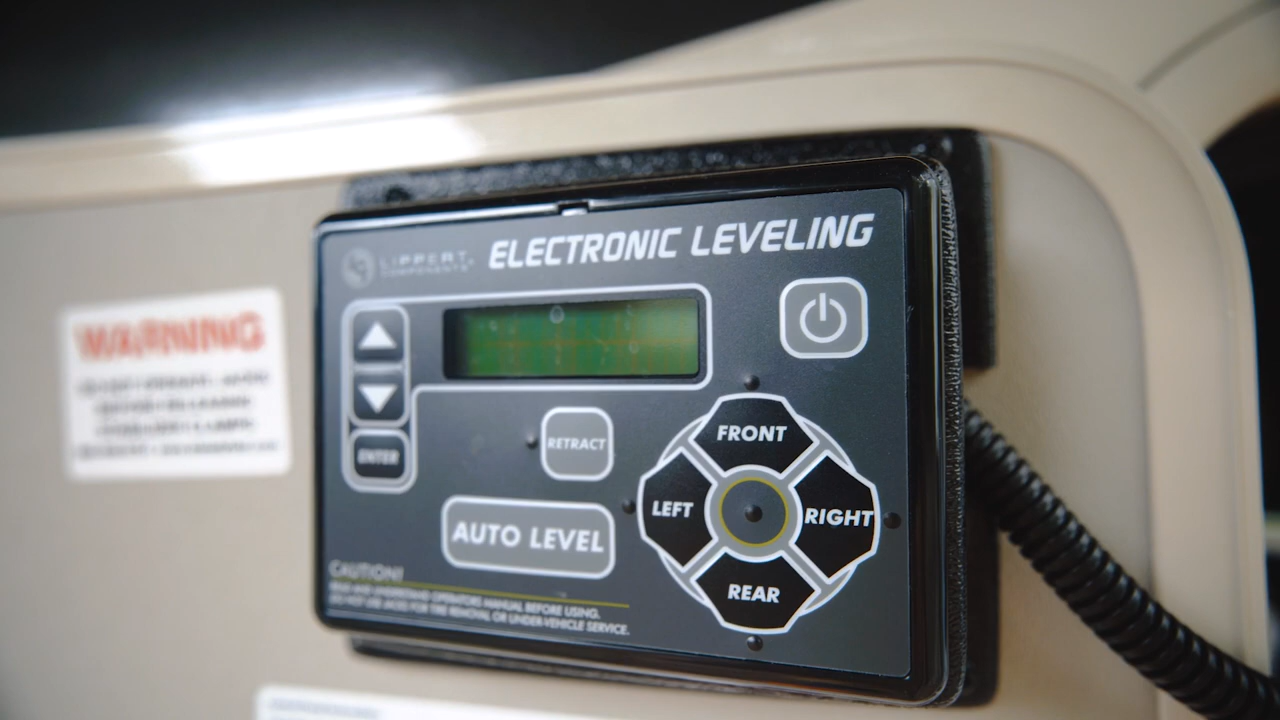 LIPPERT
COMPONENTS
ELECTRONIC LEVELING
ENTER
RETRACT
AUTO LEVEL
FRONT
LEFT
RIGHT
REAR
CAUTION!
READ AND UNDERSTAND OPERATORS MANUAL BEFORE USING.
DO NOT USE JACKS FOR TIRE REMOVAL OR UNDER-VEHICLE SERVICE.
WARNING